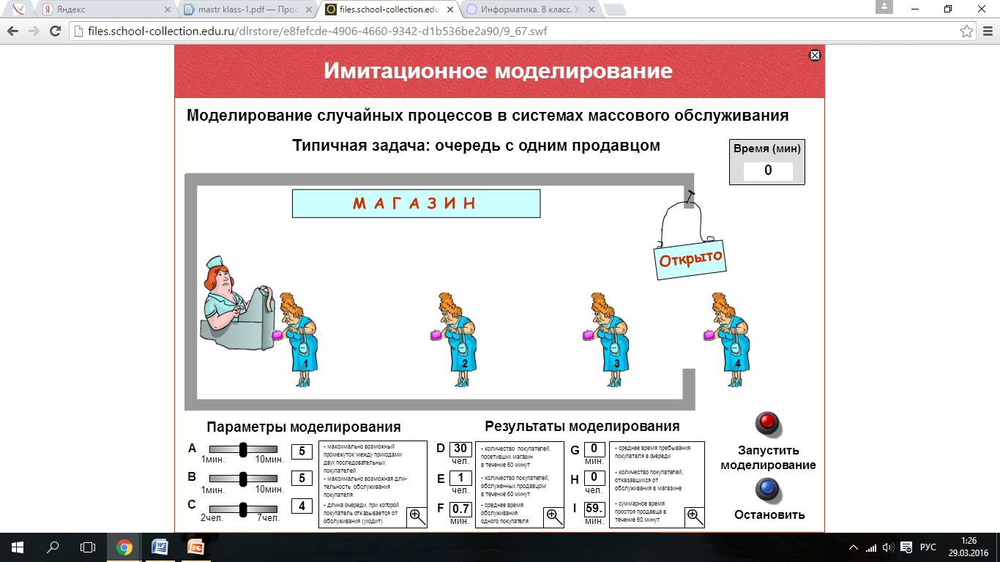 Яндекс
mastr klass-1.pdf — Прос
files.school-collection.edu
Информатика. 8 класс. У
files.school-collection.edu.ru/dlrstore/e8fefcde-4906-4660-9342-d1b536be2a90/9_67.swf
Имитационное моделирование
Моделирование случайных процессов в системах массового обслуживания
Типичная задача: очередь с одним продавцом
Время (мин)
0
МАГАЗИН
Открыто
1
2
3
4
Параметры моделирования
A
1мин.
10мин.
5
- максимально возможный
промежуток между приходами
двух последовательных
покупателей
B
1мин.
10мин.
5
- максимально возможная дли-
тельность обслуживания
покупателя
C
2чел.
7чел.
4
- длина очереди, при которой
покупатель отказывается от
обслуживания (уходит)
Результаты моделирования
D
30
чел.
- количество покупателей,
посетивших магазин
в течение 60 минут
E
1
чел.
- количество покупателей,
обслуженных продавцом
в течение 60 минут
F
0.7
мин.
- среднее время
обслуживания
одного покупателя
G
0
мин.
- среднее время пребывания
покупателя в очереди
H
0
чел.
- количество покупателей,
отказавшихся от
обслуживания в магазине
I
59.
мин.
- суммарное время
простоя продавца в
течение 60 минут
Запустить
моделирование
Остановить
РУС
1:26
29.03.2016